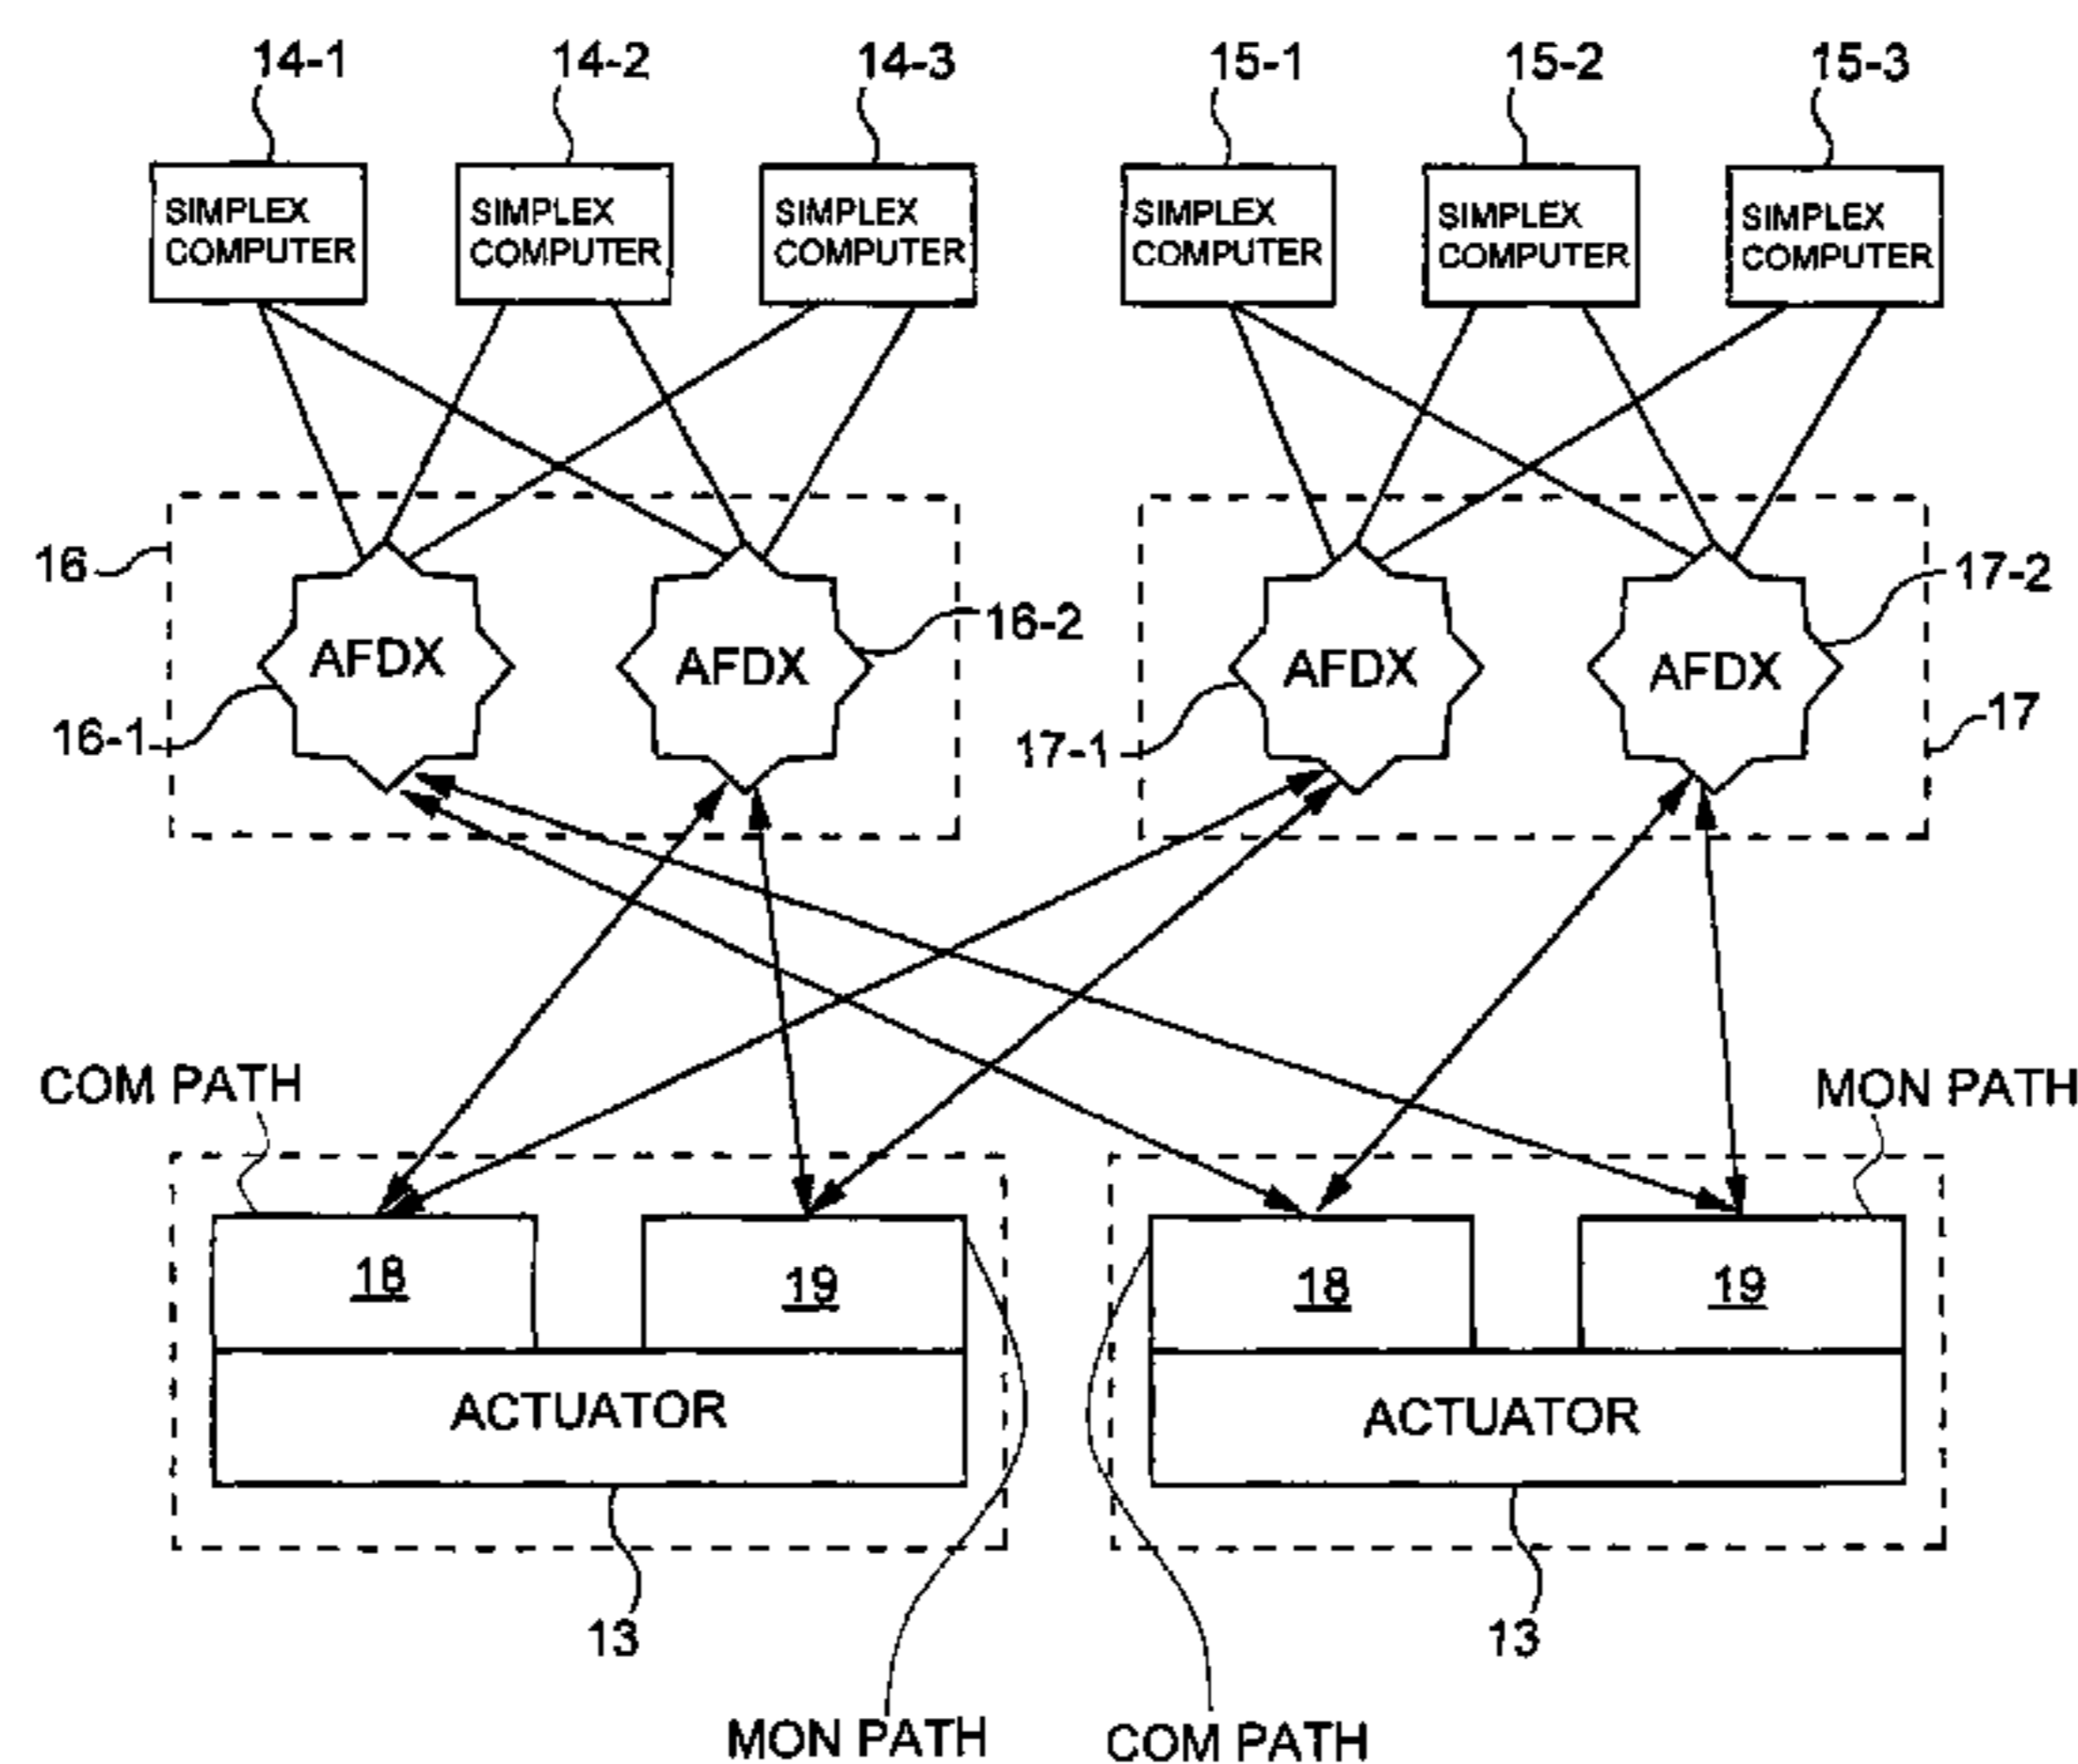 14-1
14-2
14-3
15-1
15-2
15-3
SIMPLEX
COMPUTER
SIMPLEX
COMPUTER
SIMPLEX
COMPUTER
SIMPLEX
COMPUTER
SIMPLEX
COMPUTER
SIMPLEX
COMPUTER
16
AFDX
16-1
AFDX
16-2
AFDX
17-1
AFDX
17-2
17
COM PATH
MON PATH
18
19
ACTUATOR
18
19
ACTUATOR
13
13
MON PATH
COM PATH